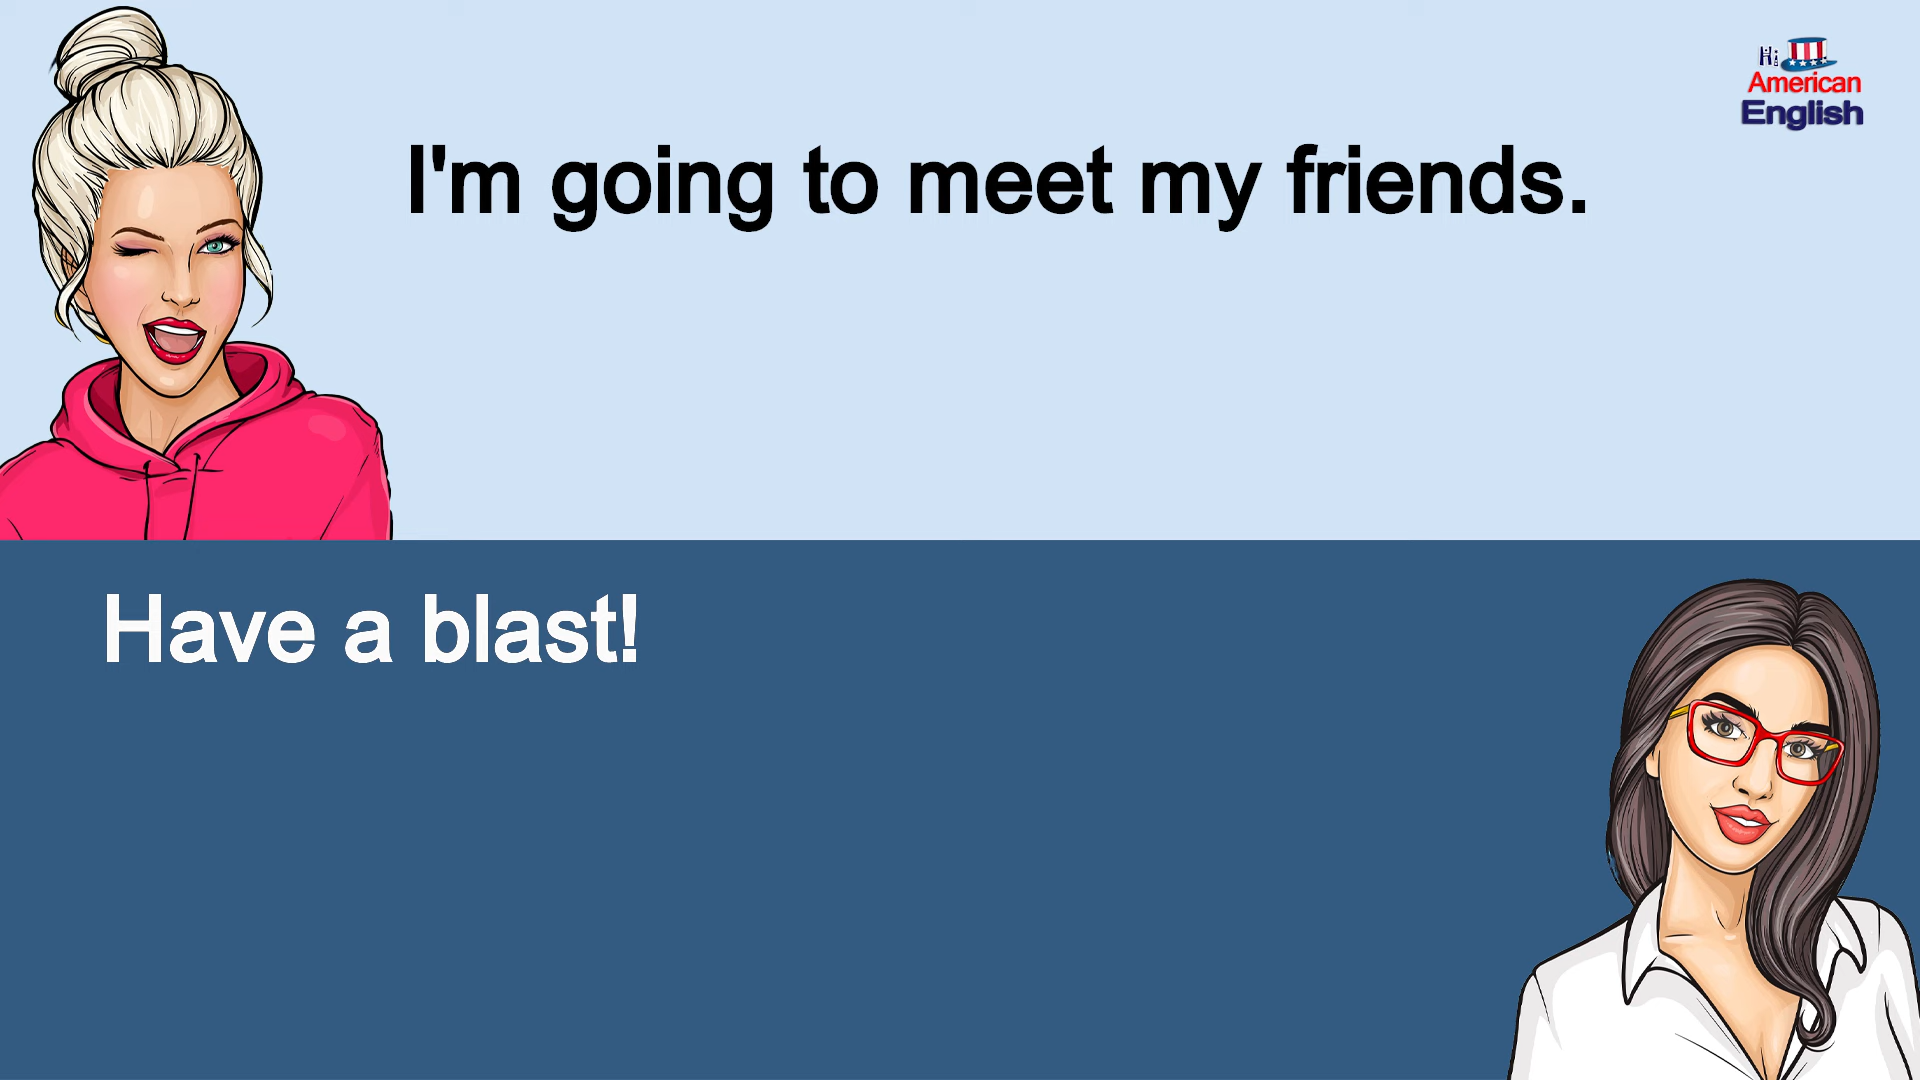 Hi
American
English
I'm going to meet my friends.
Have a blast!